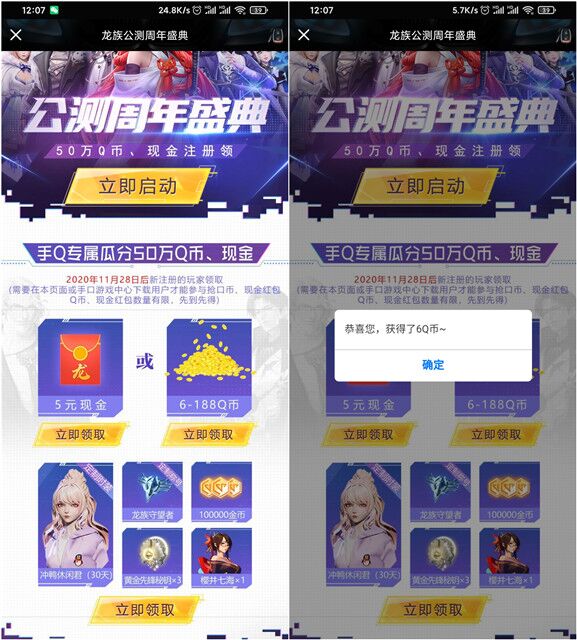 12:07
24.8K/s
39
龙族公测周年盛典
公测周年盛典
50万Q币、现金注册领
立即启动
手Q专属瓜分50万Q币、现金
2020年11月28日后新注册的玩家领取
(需要在本页面或手口游戏中心下载用户才能参与抢口币、现金红包
Q币、现金红包数量有限，先到先得)
龙
或
5元现金
6-188Q币
立即领取
立即领取
龙族守望者
100000金币
冲鸭休闲君（30天）
黄金先锋秘钥×3
樱井七海×1
立即领取
12:07
5.7K/s
39
龙族公测周年盛典
公测周年盛典
50万Q币、现金注册领
立即启动
手Q专属瓜分50万Q币、现金
2020年11月28日后新注册的玩家领取
(需要在本页面或手口游戏中心下载用户才能参与抢口币、现金红包
Q币、现金红包数量有限，先到先得)
恭喜您，获得了6Q币~
确定
5元现金
6-188Q币
立即领取
立即领取
龙族守望者
100000金币
冲鸭休闲君（30天）
黄金先锋秘钥×3
樱井七海×1
立即领取